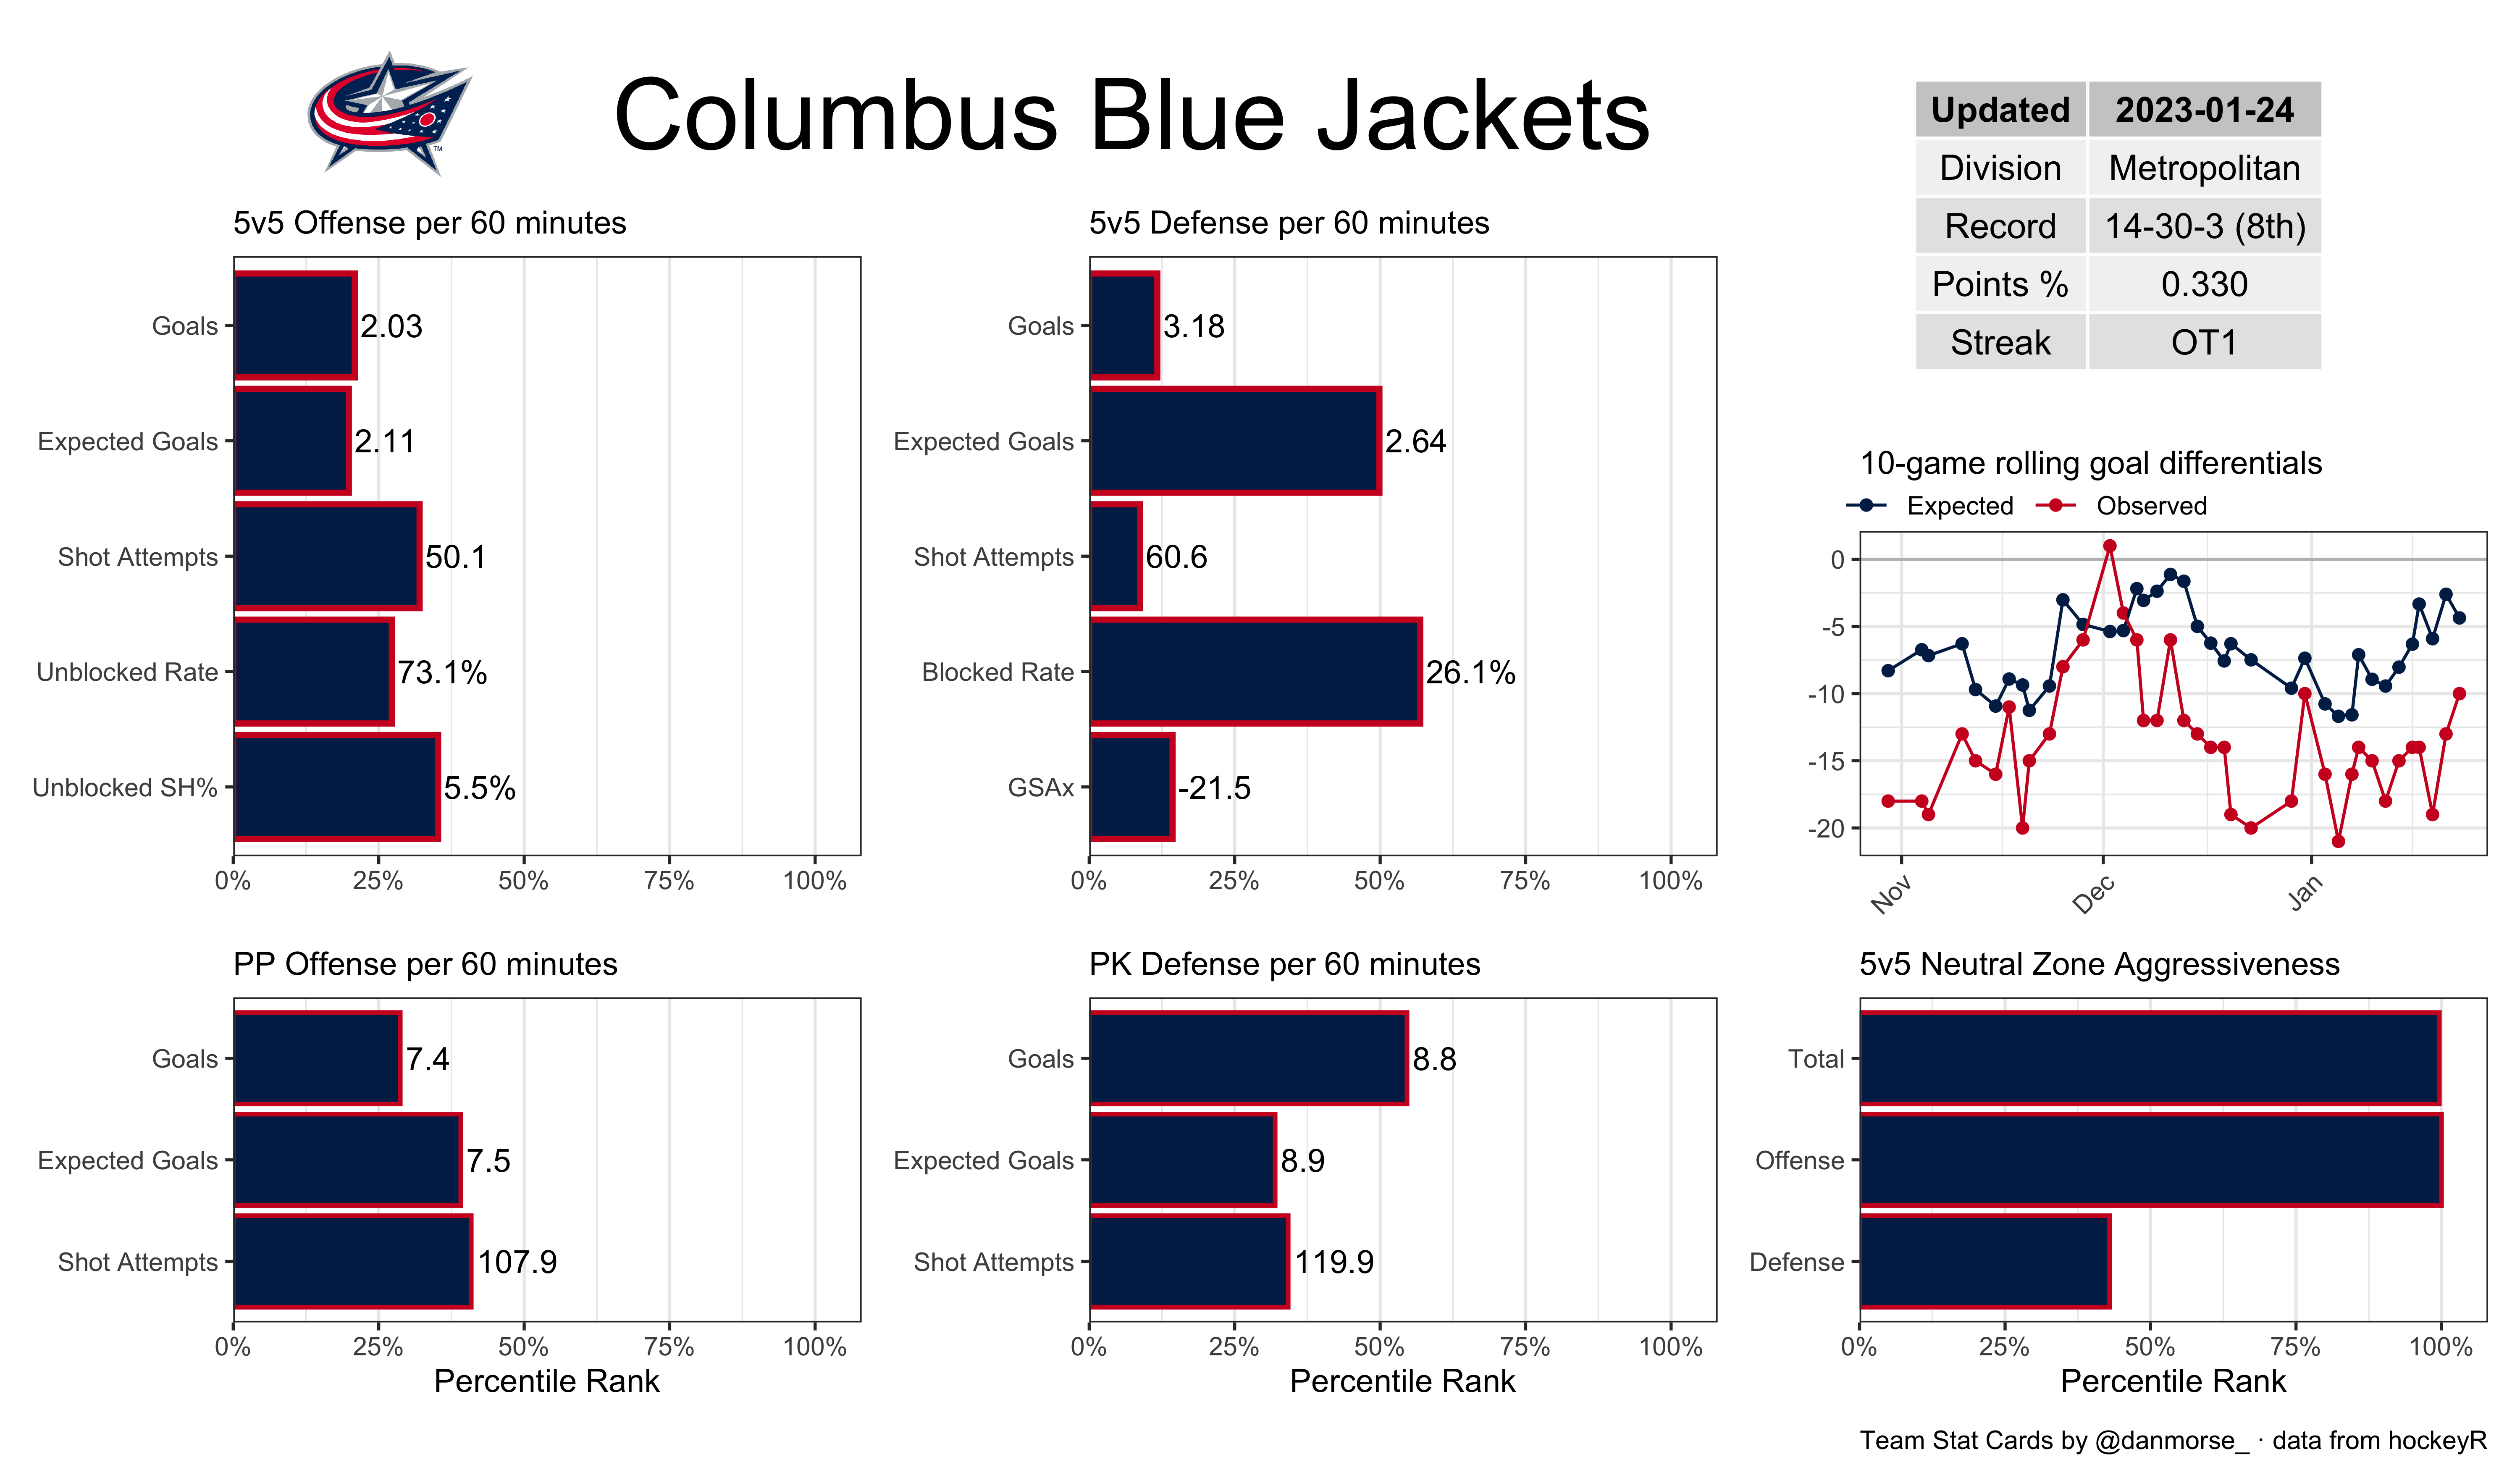 Columbus Blue Jackets
TM
Updated 2023-01-24
Division Metropolitan
Record 14-30-3 (8th)
Points % 0.330
Streak OT1
5v5 Offense per 60 minutes
Goals 2.03
Expected Goals 2.11
Shot Attempts 50.1
Unblocked Rate 73.1%
Unblocked SH% 5.5%
0% 25% 50% 75% 100%
5v5 Defense per 60 minutes
Goals 3.18
Expected Goals 2.64
Shot Attempts 60.6
Blocked Rate 26.1%
GSAx -21.5
0% 25% 50% 75% 100%
10-game rolling goal differentials
Expected Observed
0
-5
-10
-15
-20
Nov Dec Jan
PP Offense per 60 minutes
Goals 7.4
Expected Goals 7.5
Shot Attempts 107.9
0% 25% 50% 75% 100%
Percentile Rank
PK Defense per 60 minutes
Goals 8.8
Expected Goals 8.9
Shot Attempts 119.9
0% 25% 50% 75% 100%
Percentile Rank
5v5 Neutral Zone Aggressiveness
Total
Offense
Defense
0% 25% 50% 75% 100%
Percentile Rank
Team Stat Cards by @danmorse_ · data from hockeyR